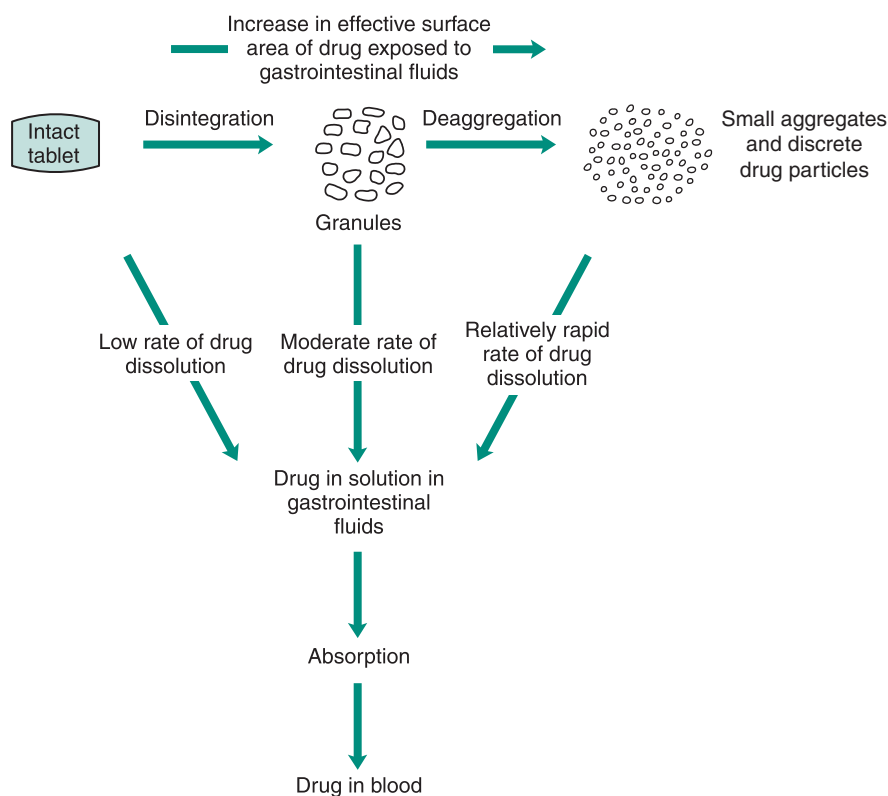 Increase in effective surface
area of drug exposed to
gastrointestinal fluids
Intact
tablet
Disintegration
Deaggregation
Small aggregates
and discrete
drug particles
Granules
Low rate of drug
dissolution
Moderate rate of
drug dissolution
Relatively rapid
rate of drug
dissolution
Drug in solution in
gastrointestinal
fluids
Absorption
Drug in blood